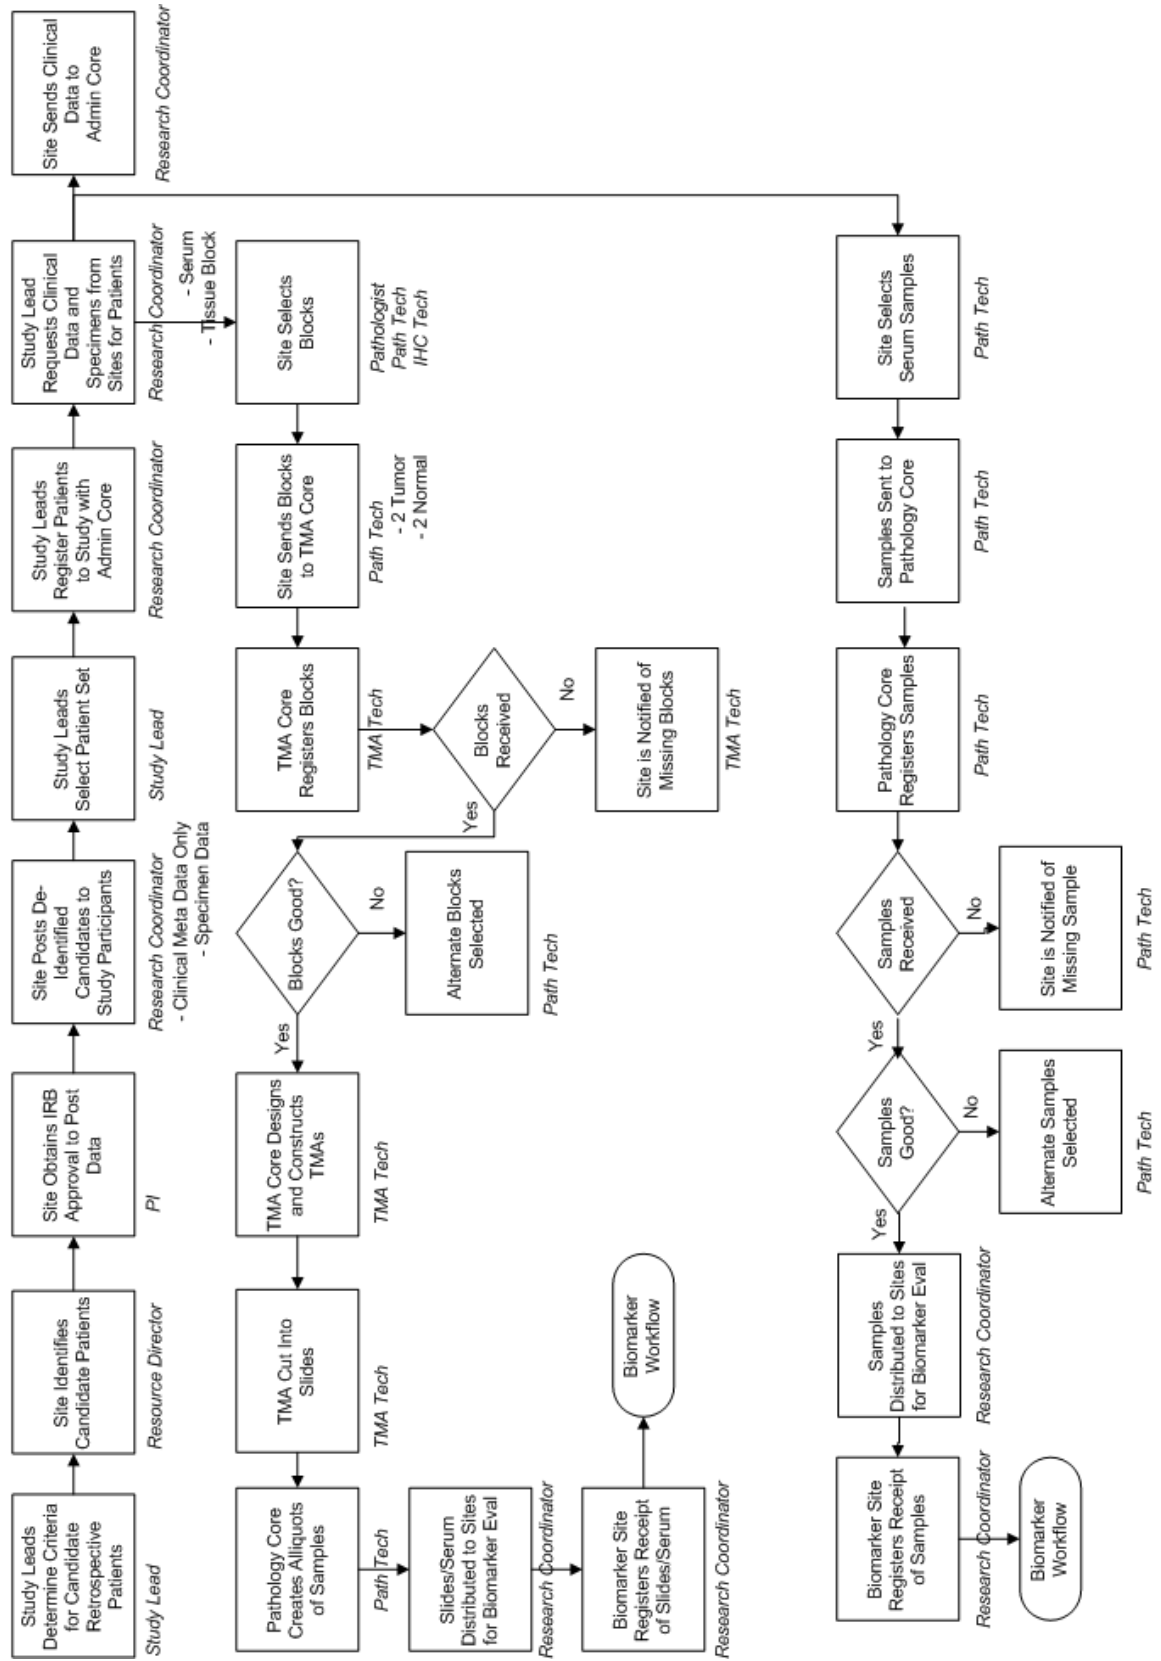 Study Leads
Determine Criteria
for Candidate
Retrospective
Patients
Study Lead
Site Identifies
Candidate Patients
Resource Director
Site Obtains IRB
Approval to Post
Data
PI
Site Posts De-
Identified
Candidates to
Study Participants
Research Coordinator
- Clinical Meta Data Only
- Specimen Data
Study Leads
Select Patient Set
Study Lead
Study Leads
Register Patients
to Study with
Admin Core
Research Coordinator
Study Lead
Requests Clinical
Data and
Specimens from
Sites for Patients
Research Coordinator
- Serum
- Tissue Block
Site Sends Clinical
Data to
Admin Core
Research Coordinator
Site Selects
Blocks
Pathologist
Path Tech
IHC Tech
Site Sends Blocks
to TMA Core
Path Tech
- 2 Tumor
- 2 Normal
TMA Core
Registers Blocks
TMA Tech
Blocks
Received
No
Site is Notified of
Missing Blocks
TMA Tech
Yes
Blocks Good?
No
Alternate Blocks
Selected
Path Tech
Yes
TMA Core Designs
and Constructs
TMAs
TMA Tech
TMA Cut Into
Slides
TMA Tech
Pathology Core
Creates Alliquots
of Samples
Path Tech
Slides/Serum
Distributed to Sites
for Biomarker Eval
Research Coordinator
Biomarker Site
Registers Receipt
of Slides/Serum
Research Coordinator
Biomarker
Workflow
Site Selects
Serum Samples
Path Tech
Samples Sent to
Pathology Core
Path Tech
Pathology Core
Registers Samples
Path Tech
Samples
Received
No
Site is Notified of
Missing Sample
Path Tech
Yes
Samples
Good?
No
Alternate Samples
Selected
Path Tech
Yes
Samples
Distributed to Sites
for Biomarker Eval
Research Coordinator
Biomarker Site
Registers Receipt
of Samples
Research Coordinator
Biomarker
Workflow